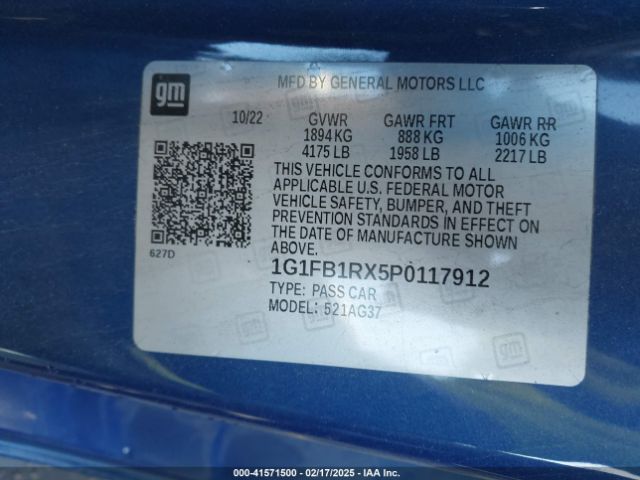 gm
MFD BY GENERAL MOTORS LLC
10/22 GVWR GAWR FRT GAWR RR
1894 KG 888 KG 1006 KG
4175 LB 1958 LB 2217 LB
THIS VEHICLE CONFORMS TO ALL
APPLICABLE U.S. FEDERAL MOTOR
VEHICLE SAFETY, BUMPER, AND THEFT
PREVENTION STANDARDS IN EFFECT ON
THE DATE OF MANUFACTURE SHOWN
ABOVE.
627D
1G1FB1RX5P0117912
TYPE: PASS CAR
MODEL: 521AG37
gm
000-41571500 - 02/17/2025 - IAA Inc.